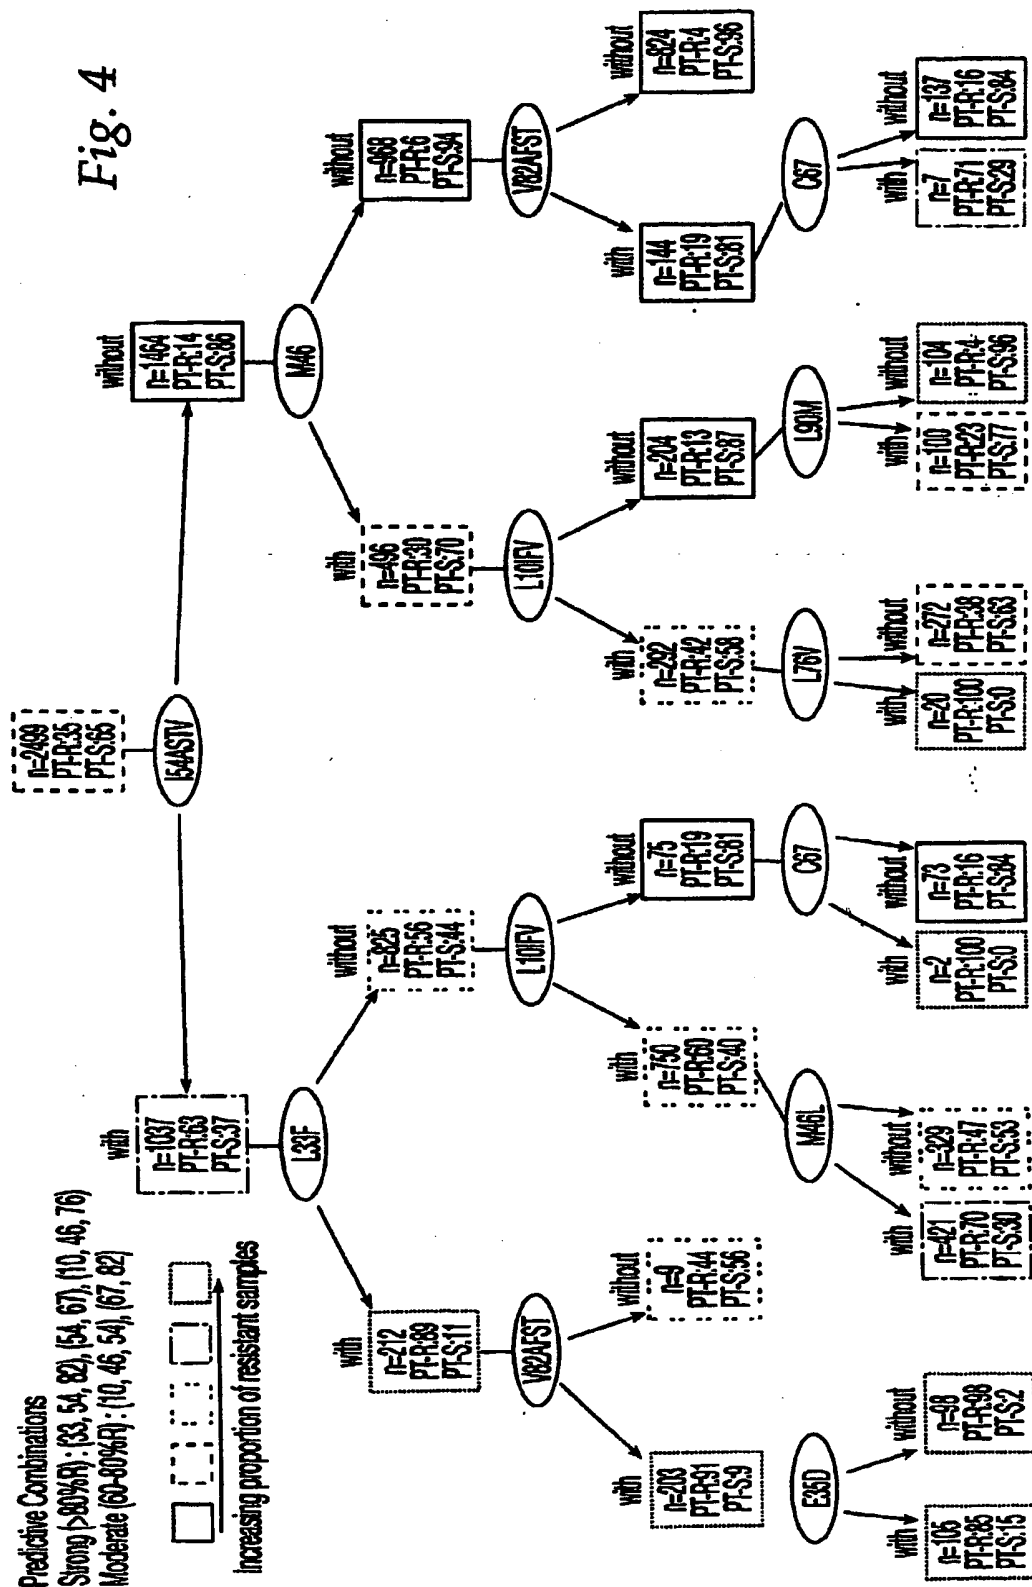 Predictive Combinations
Strong (>80%R) : (33, 54, 82), (54, 67), (10, 46, 76)
Moderate (60-80%R) : (10, 46, 54), (67, 82)
Increasing proportion of resistant samples
Fig. 4
n=2499
PT-R:35
PT-S:65
I54ASTV
with
n=1037
PT-R:63
PT-S:37
L33F
without
n=1464
PT-R:14
PT-S:86
M46
with
n=212
PT-R:89
PT-S:11
V82AFST
without
n=825
PT-R:56
PT-S:44
L10IFV
with
n=496
PT-R:30
PT-S:70
L10IFV
without
n=968
PT-R:6
PT-S:94
V82AFST
with
n=203
PT-R:91
PT-S:9
E35D
without
n=9
PT-R:44
PT-S:56
with
n=750
PT-R:60
PT-S:40
M46L
without
n=75
PT-R:19
PT-S:81
C67
with
n=292
PT-R:42
PT-S:58
L76V
without
n=204
PT-R:13
PT-S:87
L90M
with
n=144
PT-R:19
PT-S:81
C67
without
n=824
PT-R:4
PT-S:96
with
n=105
PT-R:85
PT-S:15
without
n=98
PT-R:98
PT-S:2
with
n=421
PT-R:70
PT-S:30
without
n=329
PT-R:47
PT-S:53
with
n=2
PT-R:100
PT-S:0
without
n=73
PT-R:16
PT-S:84
with
n=20
PT-R:100
PT-S:0
without
n=272
PT-R:38
PT-S:63
with
n=100
PT-R:23
PT-S:77
without
n=104
PT-R:4
PT-S:96
with
n=7
PT-R:71
PT-S:29
without
n=137
PT-R:16
PT-S:84